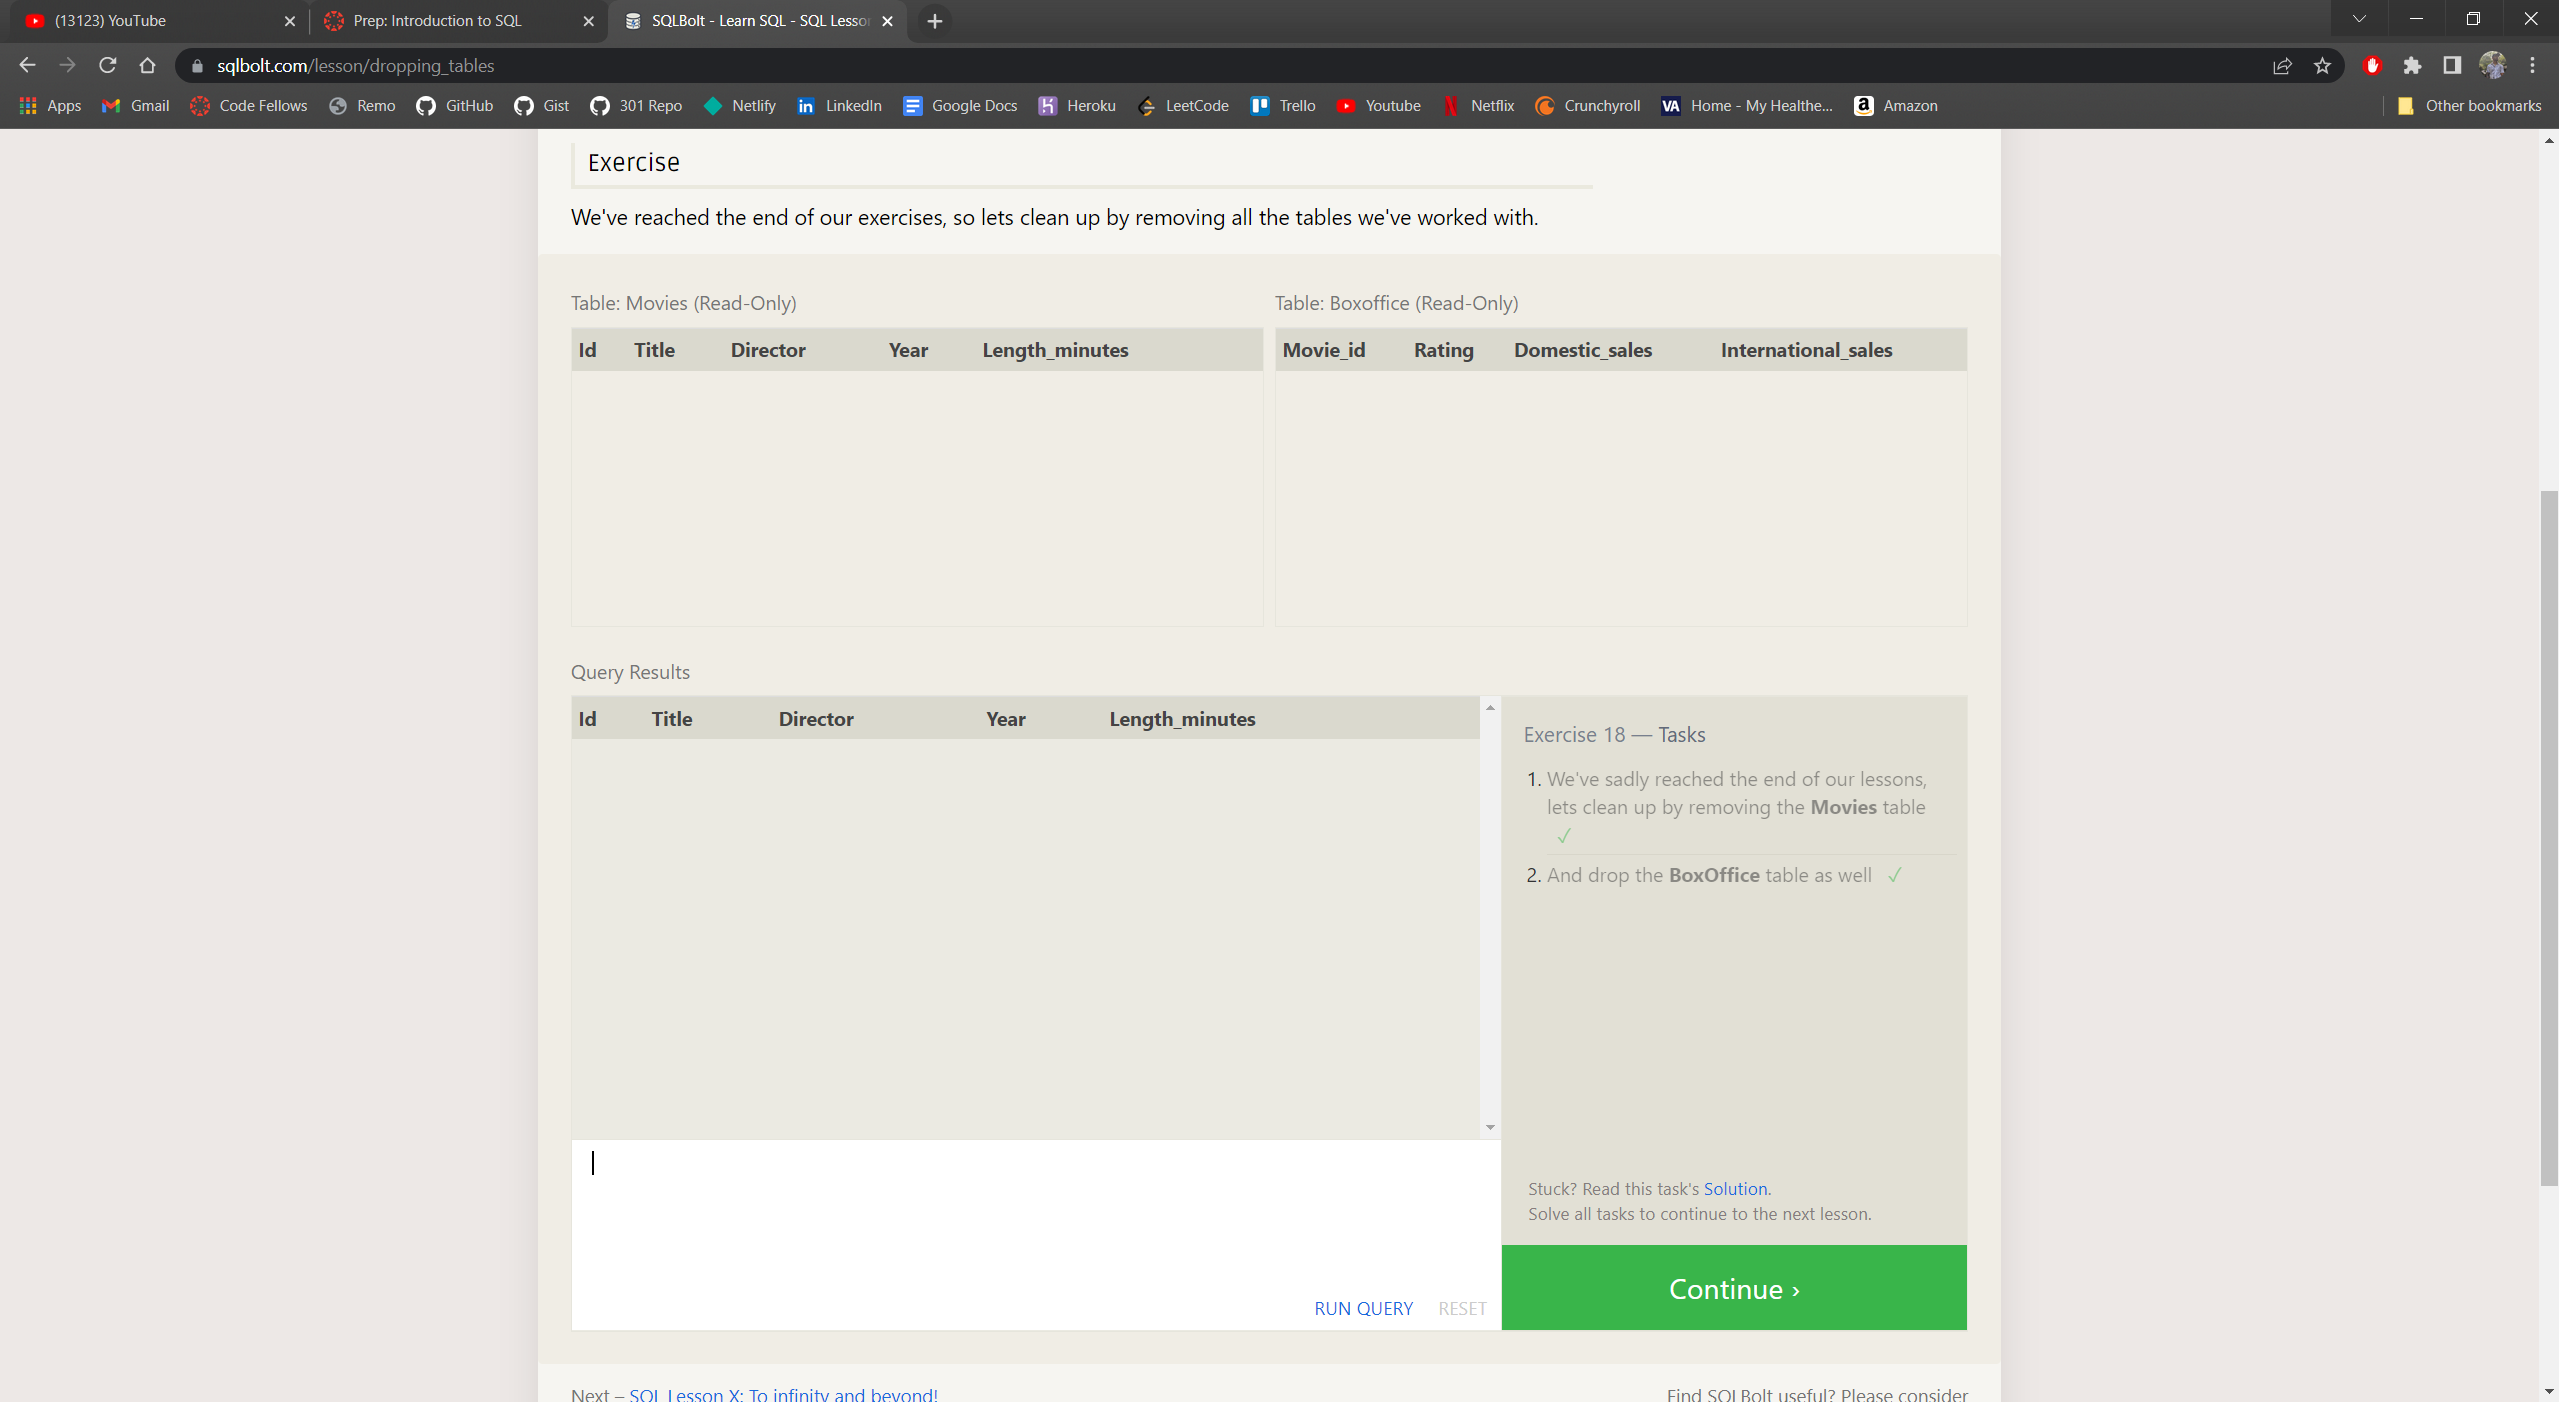 (13123) YouTube
Prep: Introduction to SQL
SQLBolt - Learn SQL - SQL Lesso
sqlbolt.com/lesson/dropping_tables
Apps Gmail Code Fellows Remo GitHub Gist 301 Repo Netlify LinkedIn Google Docs Heroku LeetCode Trello Youtube Netflix Crunchyroll VA Home - My Healthe... Amazon Other bookmarks
Exercise
We've reached the end of our exercises, so lets clean up by removing all the tables we've worked with.
Table: Movies (Read-Only)
Id Title Director Year Length_minutes
Table: Boxoffice (Read-Only)
Movie_id Rating Domestic_sales International_sales
Query Results
Id Title Director Year Length_minutes
Exercise 18 — Tasks
1. We've sadly reached the end of our lessons,
lets clean up by removing the Movies table
✓
2. And drop the BoxOffice table as well ✓
Stuck? Read this task's Solution.
Solve all tasks to continue to the next lesson.
RUN QUERY RESET
Continue ›
Next – SQL Lesson X: To infinity and beyond!
Find SQLBolt useful? Please consider